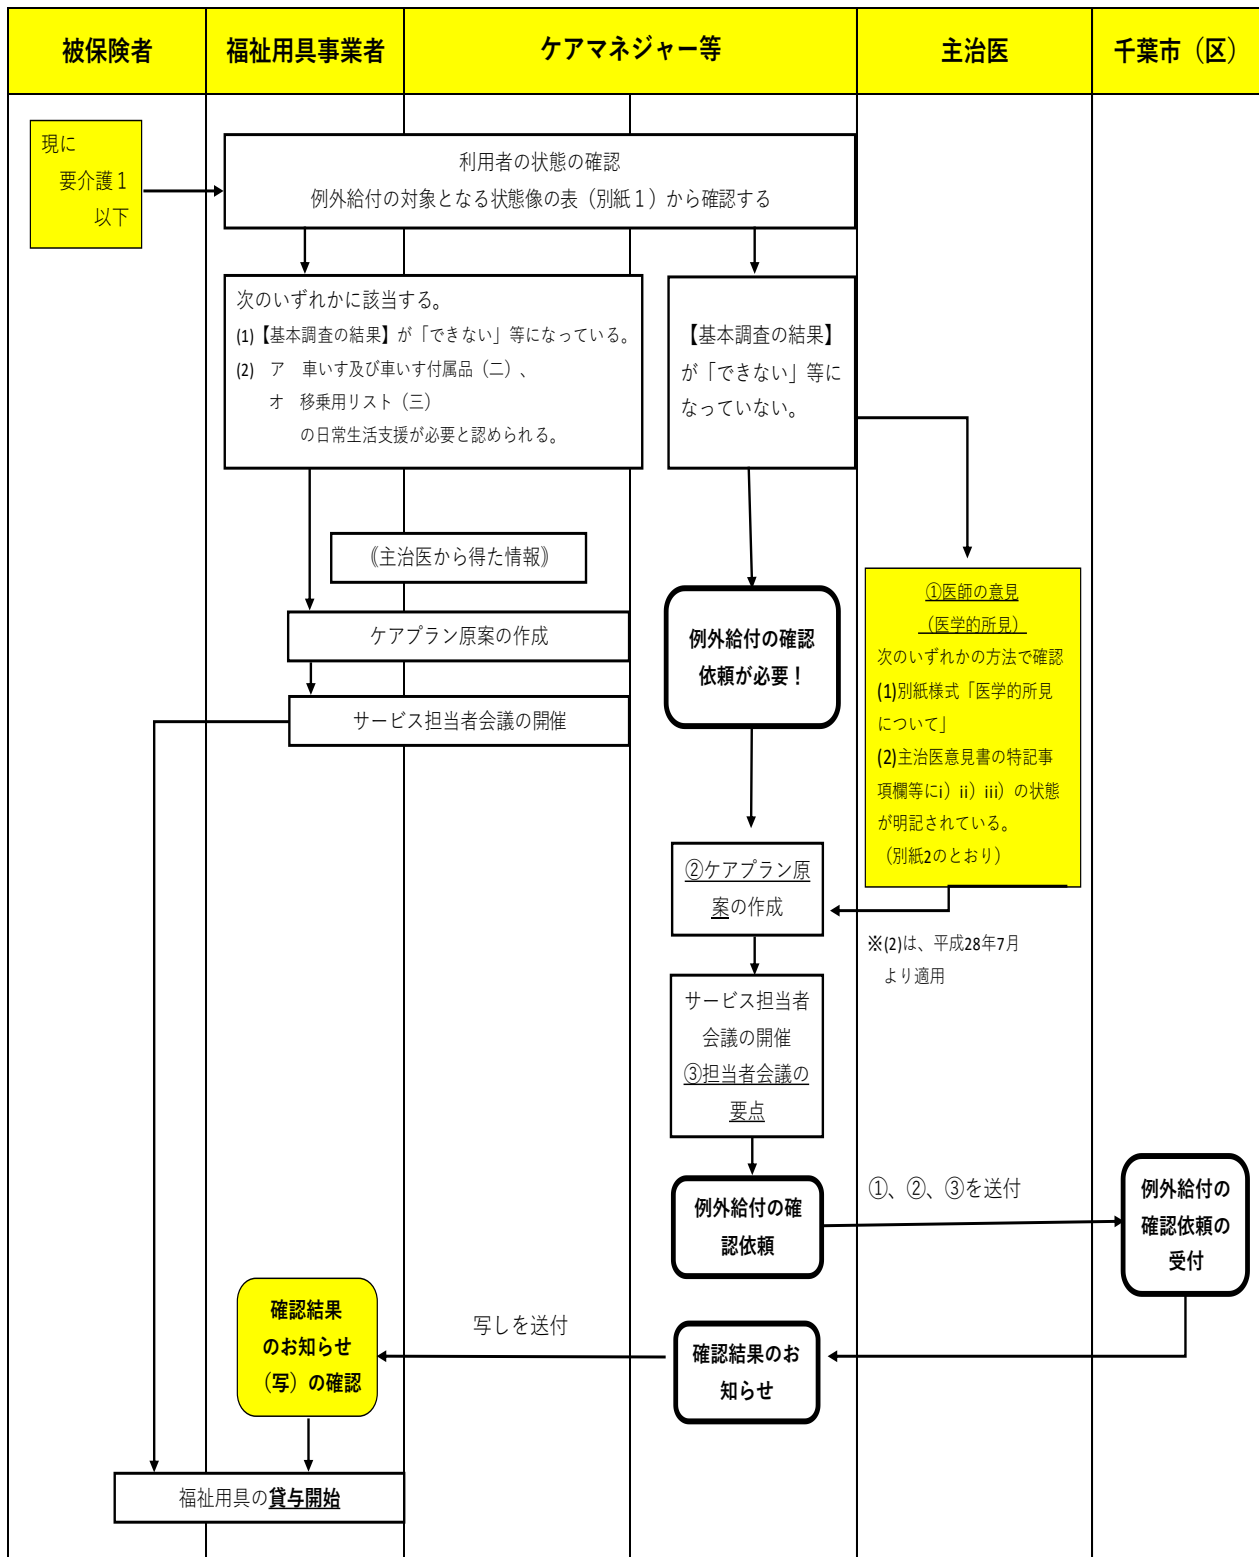 被保険者
福祉用具事業者
ケアマネジャー等
主治医
千葉市（区）
現に
要介護１
以下
利用者の状態の確認
例外給付の対象となる状態像の表（別紙１）から確認する
次のいずれかに該当する。
(1)【基本調査の結果】が「できない」等になっている。
(2)　ア　車いす及び車いす付属品（二）、
オ　移乗用リスト（三）
の日常生活支援が必要と認められる。
【基本調査の結果】
が「できない」等に
なっていない。
《主治医から得た情報》
ケアプラン原案の作成
サービス担当者会議の開催
例外給付の確認
依頼が必要！
①医師の意見
（医学的所見）
次のいずれかの方法で確認
(1)別紙様式「医学的所見
について」
(2)主治医意見書の特記事
項欄等にi）ii）iii）の状態
が明記されている。
（別紙2のとおり）
※(2)は、平成28年7月
より適用
②ケアプラン原
案の作成
サービス担当者
会議の開催
③担当者会議の
要点
例外給付の確
認依頼
①、②、③を送付
例外給付の
確認依頼の
受付
確認結果
のお知らせ
（写）の確認
写しを送付
確認結果のお
知らせ
福祉用具の貸与開始